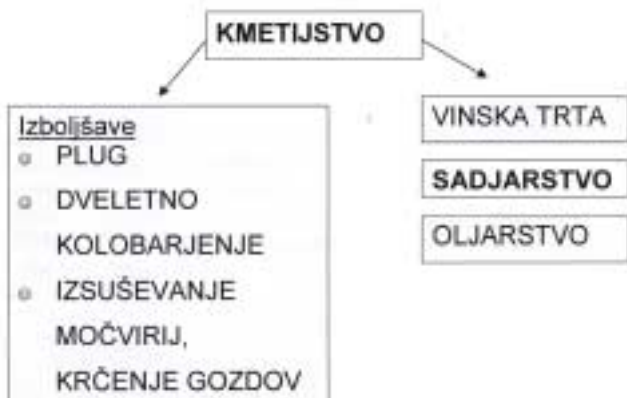 KMETIJSTVO
Izboljšave
PLUG
DVELETNO
KOLOBARJENJE
IZSUŠEVANJE
MOČVIRIJ,
KRČENJE GOZDOV
VINSKA TRTA
SADJARSTVO
OLJARSTVO